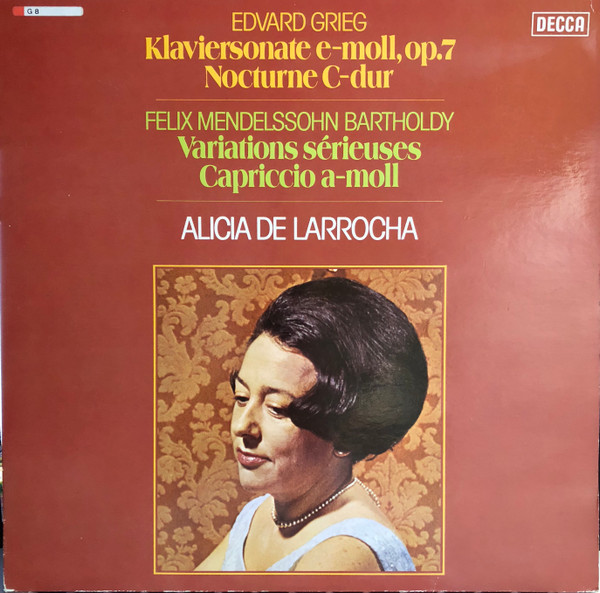 G 8
EDVARD GRIEG
DECCA
Klaviersonate e-moll, op.7
Nocturne C-dur
FELIX MENDELSSOHN BARTHOLDY
Variations sérieuses
Capriccio a-moll
ALICIA DE LARROCHA